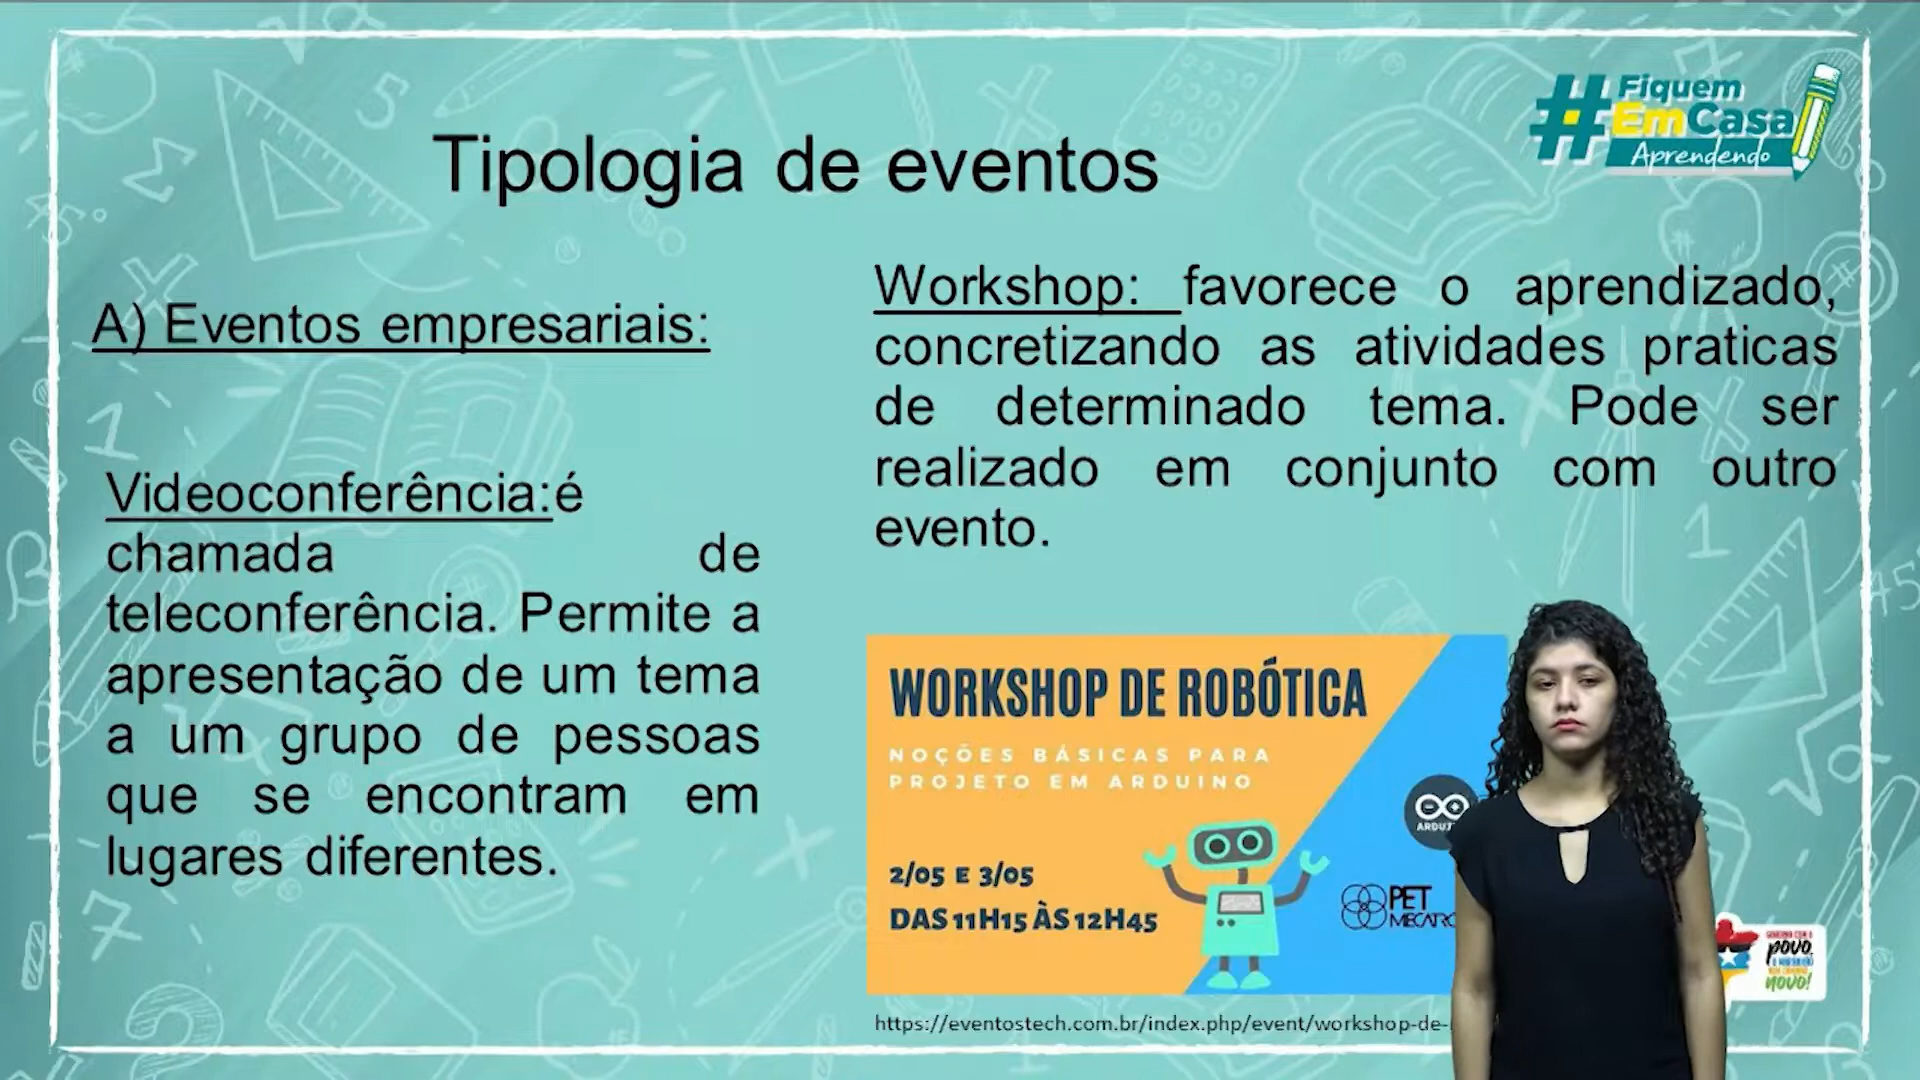 #Fiquem
EmCasa
Aprendendo
Tipologia de eventos
A) Eventos empresariais:
Videoconferência:é
chamada de
teleconferência. Permite a
apresentação de um tema
a um grupo de pessoas
que se encontram em
lugares diferentes.
Workshop: favorece o aprendizado,
concretizando as atividades praticas
de determinado tema. Pode ser
realizado em conjunto com outro
evento.
WORKSHOP DE ROBÓTICA
NOÇÕES BÁSICAS PARA
PROJETO EM ARDUINO
2/05 E 3/05
DAS 11H15 ÀS 12H45
PET
https://eventostech.com.br/index.php/event/workshop-de-
povo,
novo!